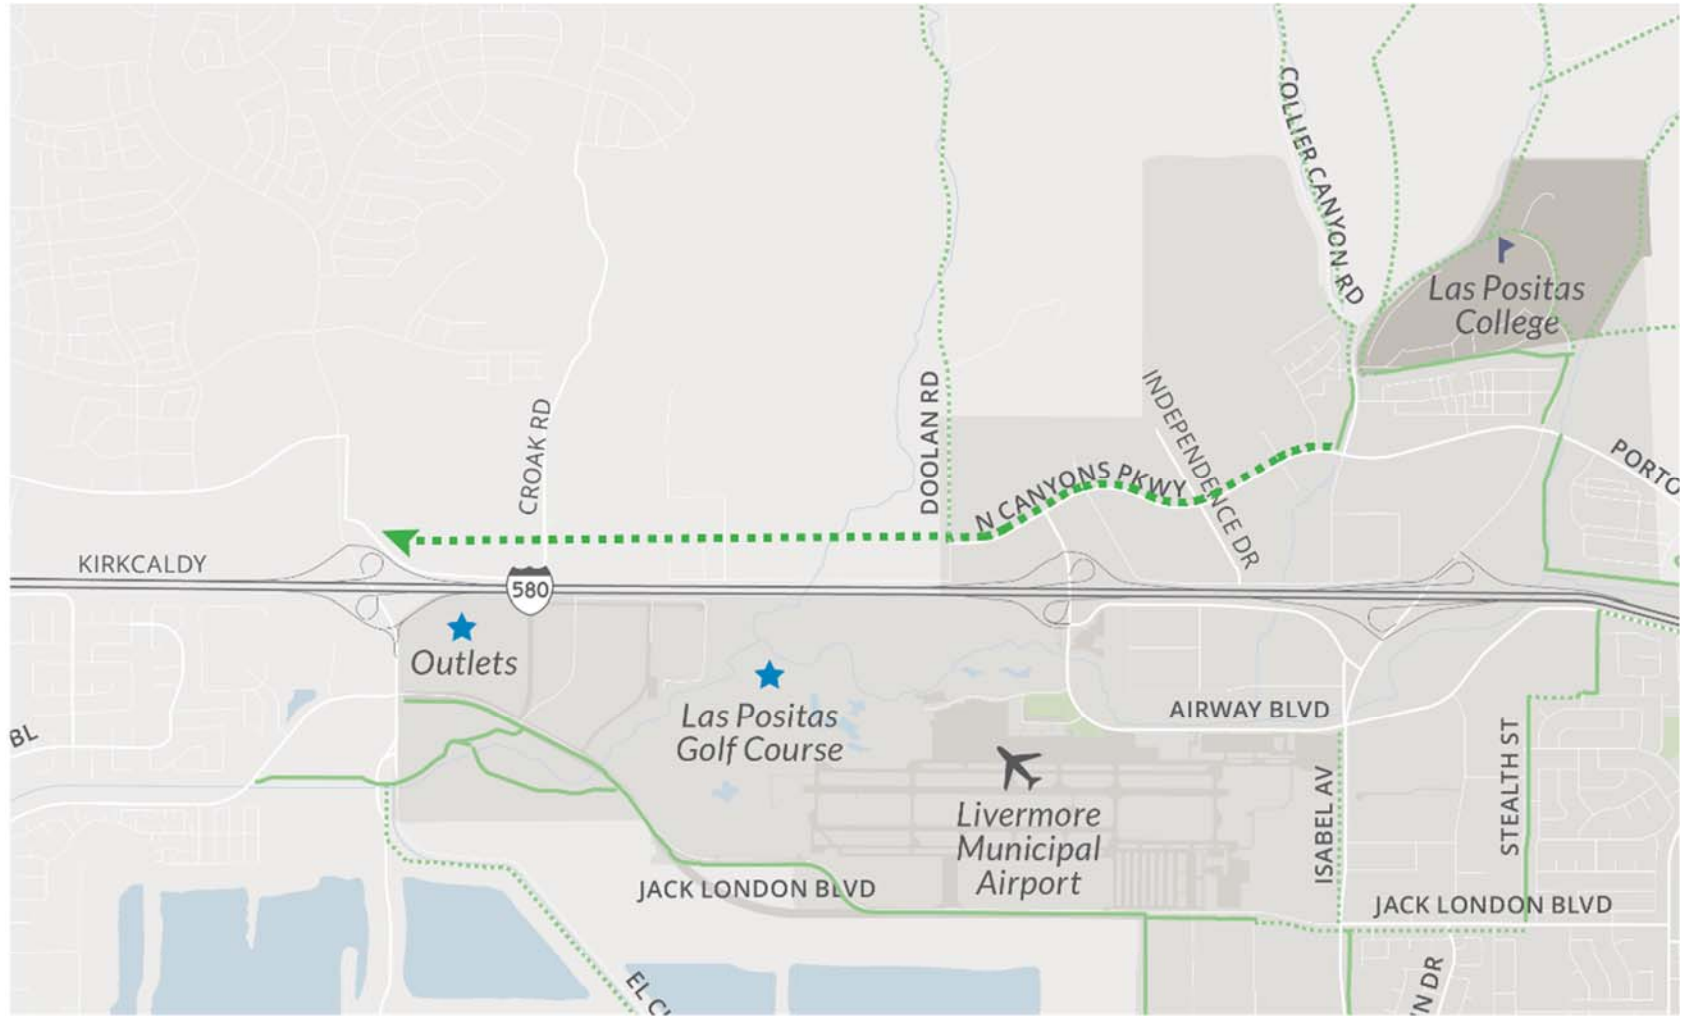 COLLIER CANYON RD
Las Positas
College
INDEPENDENCE DR
DOOLAN RD
CROAK RD
N CANYONS PKWY
PORTO
KIRKCALDY
580
Outlets
Las Positas
Golf Course
AIRWAY BLVD
BL
STEALTH ST
ISABEL AV
Livermore
Municipal
Airport
JACK LONDON BLVD
JACK LONDON BLVD
EL C
N DR